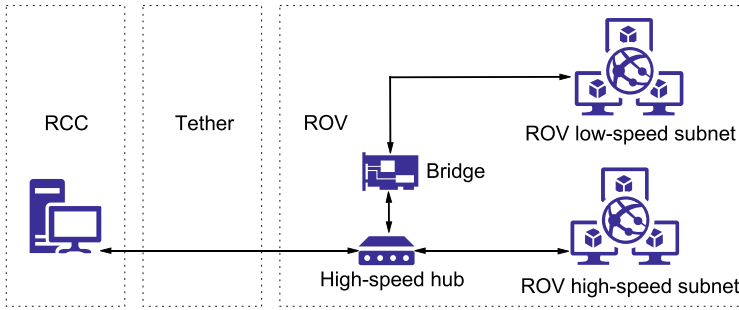 RCC
Tether
ROV
ROV low-speed subnet
Bridge
High-speed hub
ROV high-speed subnet